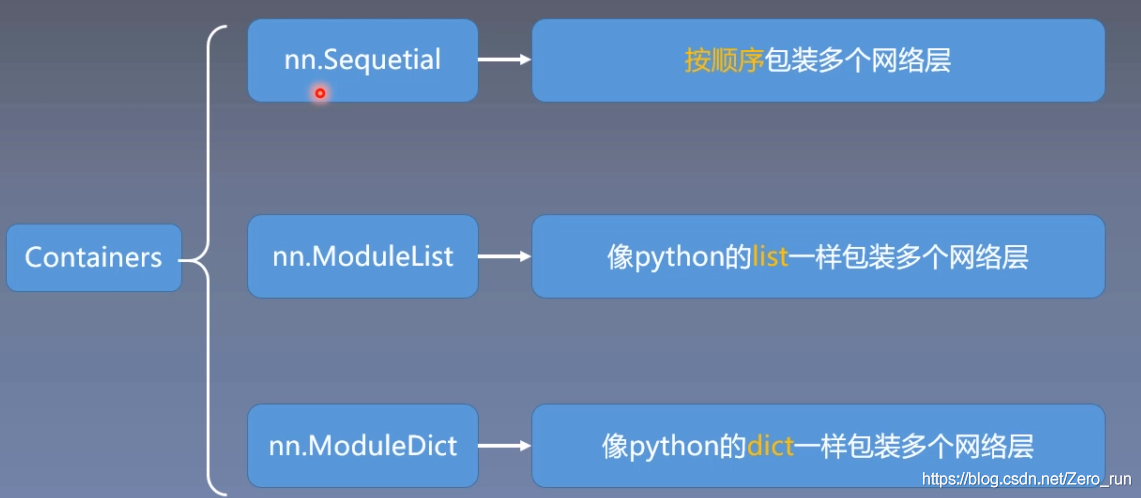 nn.Sequetial
按顺序包装多个网络层
Containers
nn.ModuleList
像python的list一样包装多个网络层
nn.ModuleDict
像python的dict一样包装多个网络层
https://blog.csdn.net/Zero_run